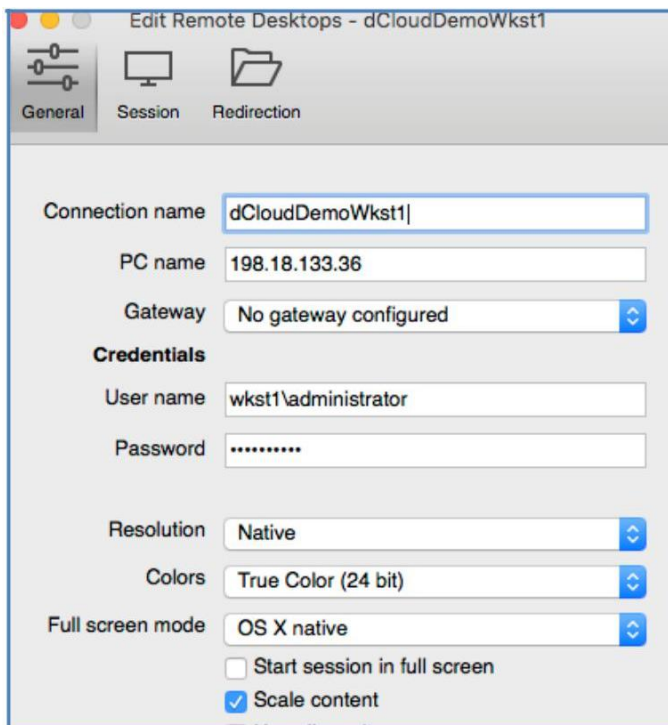 Edit Remote Desktops - dCloudDemoWkst1
General Session Redirection
Connection name dCloudDemoWkst1
PC name 198.18.133.36
Gateway No gateway configured
Credentials
User name wkst1\administrator
Password ••••••••••
Resolution Native
Colors True Color (24 bit)
Full screen mode OS X native
Start session in full screen
Scale content